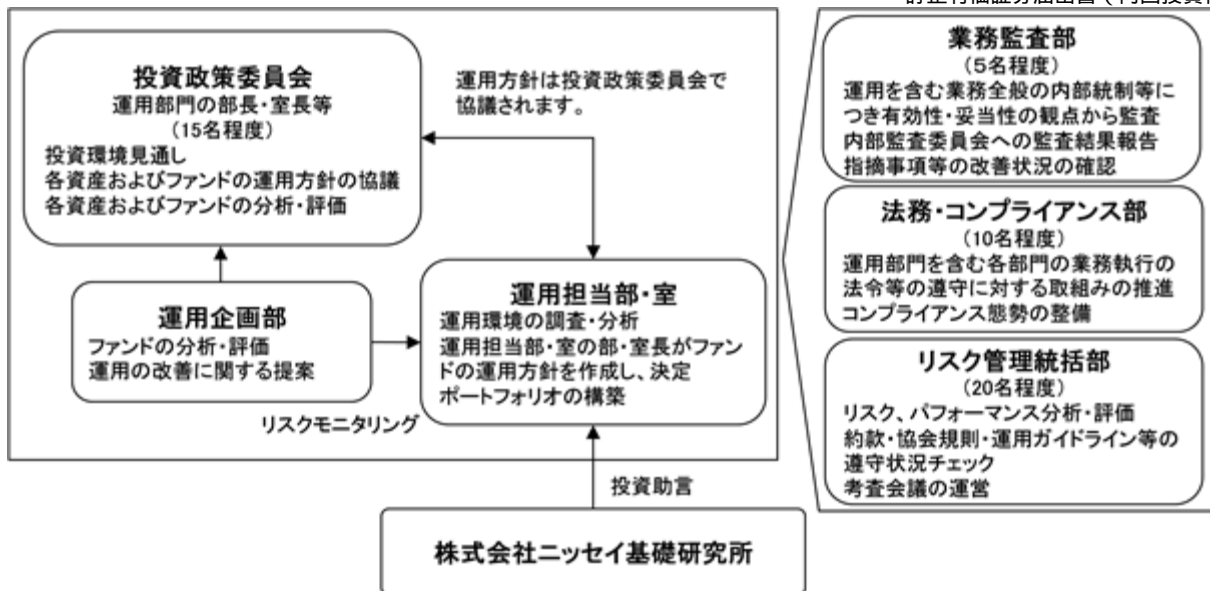 投資政策委員会
運用部門の部長・室長等
(15名程度)
投資環境見通し
各資産およびファンドの運用方針の協議
各資産およびファンドの分析・評価
運用方針は投資政策委員会で
協議されます。
運用企画部
ファンドの分析・評価
運用の改善に関する提案
運用担当部・室
運用環境の調査・分析
運用担当部・室の部・室長がファン
ドの運用方針を作成し、決定
ポートフォリオの構築
リスクモニタリング
投資助言
株式会社ニッセイ基礎研究所
業務監査部
(5名程度)
運用を含む業務全般の内部統制等に
つき有効性・妥当性の観点から監査
内部監査委員会への監査結果報告
指摘事項等の改善状況の確認
法務・コンプライアンス部
(10名程度)
運用部門を含む各部門の業務執行の
法令等の遵守に対する取組みの推進
コンプライアンス態勢の整備
リスク管理統括部
(20名程度)
リスク、パフォーマンス分析・評価
約款・協会規則・運用ガイドライン等の
遵守状況チェック
考査会議の運営